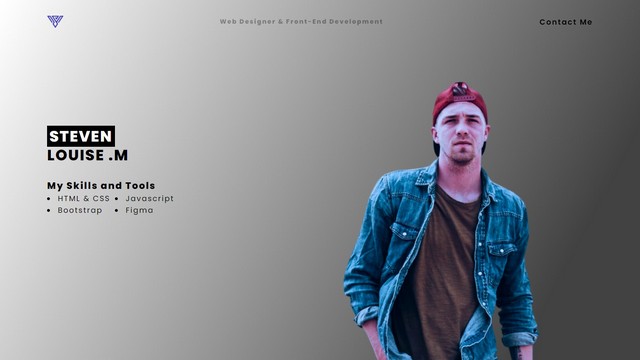 Web Designer & Front-End Development
Contact Me
STEVEN
LOUISE .M
My Skills and Tools
HTML & CSS
Javascript
Bootstrap
Figma